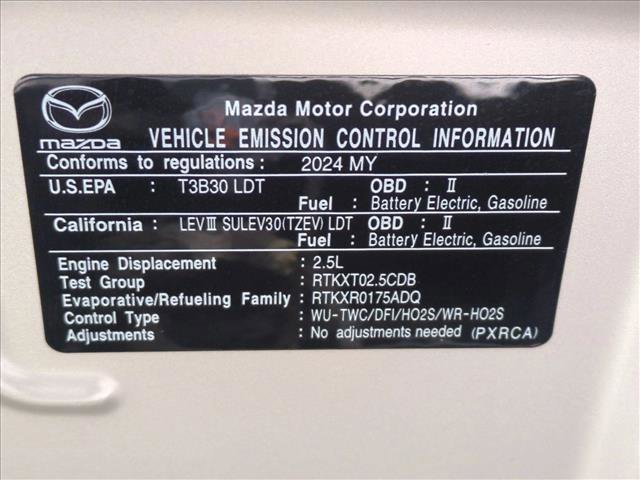 Mazda Motor Corporation
mazda VEHICLE EMISSION CONTROL INFORMATION
Conforms to regulations : 2024 MY
U.S.EPA : T3B30 LDT OBD : II
Fuel : Battery Electric, Gasoline
California : LEVIII SULEV30(TZEV) LDT OBD : II
Fuel : Battery Electric, Gasoline
Engine Displacement : 2.5L
Test Group : RTKXT02.5CDB
Evaporative/Refueling Family : RTKXR0175ADQ
Control Type : WU-TWC/DFI/HO2S/WR-HO2S
Adjustments : No adjustments needed (PXRCA)